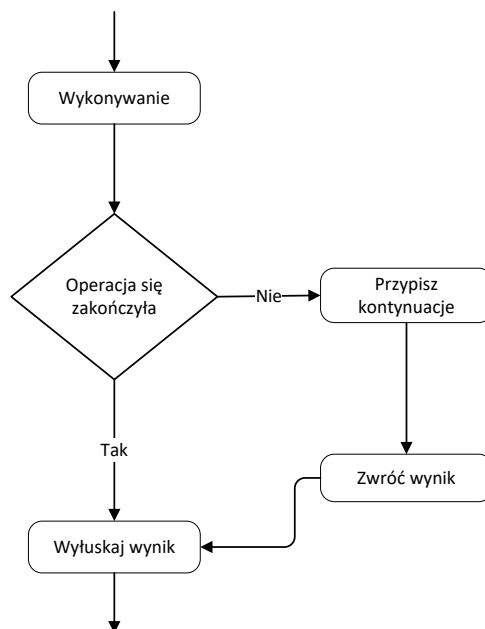 Wykonywanie
Operacja się
zakończyła
Nie
Przypisz
kontynuacje
Tak
Zwróć wynik
Wyłuskaj wynik